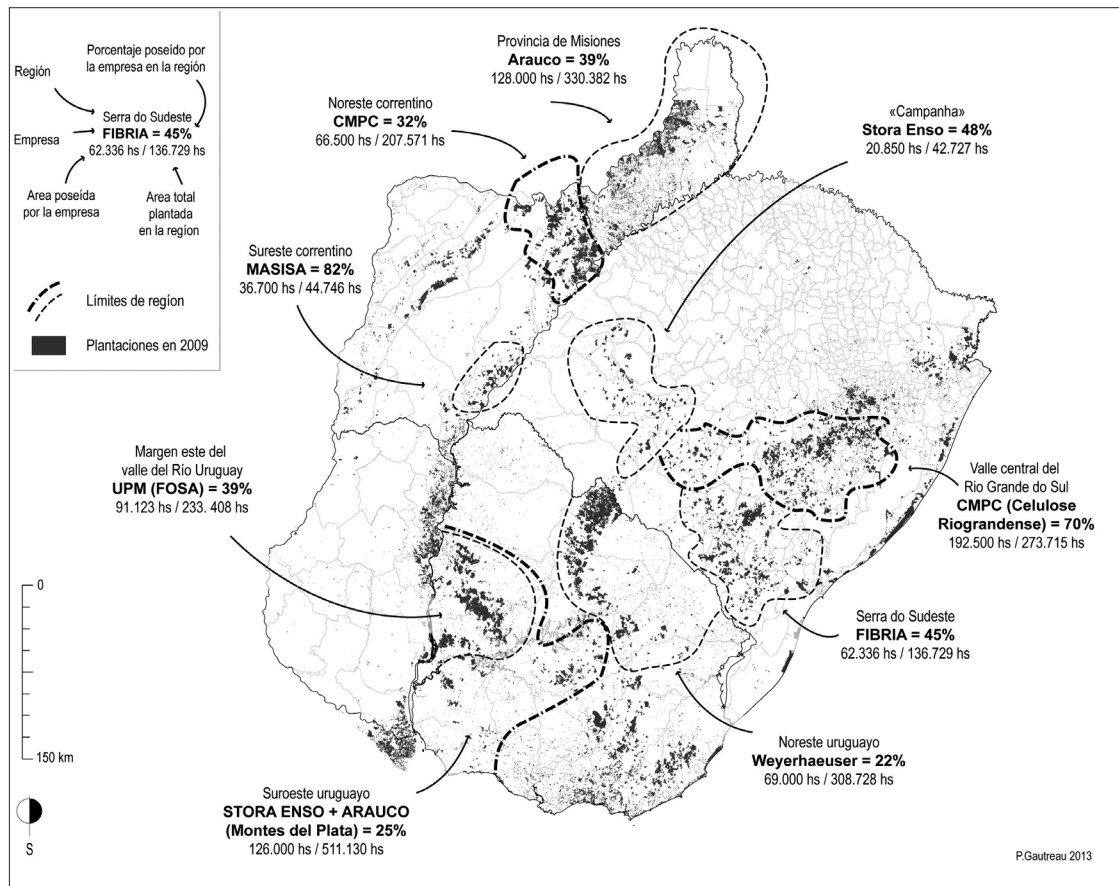 Porcentaje poseído por
la empresa en la región
Región
Serra do Sudeste
FIBRIA = 45%
62.336 hs / 136.729 hs
Empresa
Area poseída
por la empresa
Area total
plantada
en la regíon
Límites de regíon
Plantaciones en 2009
Provincia de Misiones
Arauco = 39%
128.000 hs / 330.382 hs
Noreste correntino
CMPC = 32%
66.500 hs / 207.571 hs
«Campanha»
Stora Enso = 48%
20.850 hs / 42.727 hs
Sureste correntino
MASISA = 82%
36.700 hs / 44.746 hs
Margen este del
valle del Río Uruguay
UPM (FOSA) = 39%
91.123 hs / 233. 408 hs
Valle central del
Rio Grande do Sul
CMPC (Celulose
Riograndense) = 70%
192.500 hs / 273.715 hs
Serra do Sudeste
FIBRIA = 45%
62.336 hs / 136.729 hs
Noreste uruguayo
Weyerhaeuser = 22%
69.000 hs / 308.728 hs
Suroeste uruguayo
STORA ENSO + ARAUCO
(Montes del Plata) = 25%
126.000 hs / 511.130 hs
0
150 km
S
P.Gautreau 2013